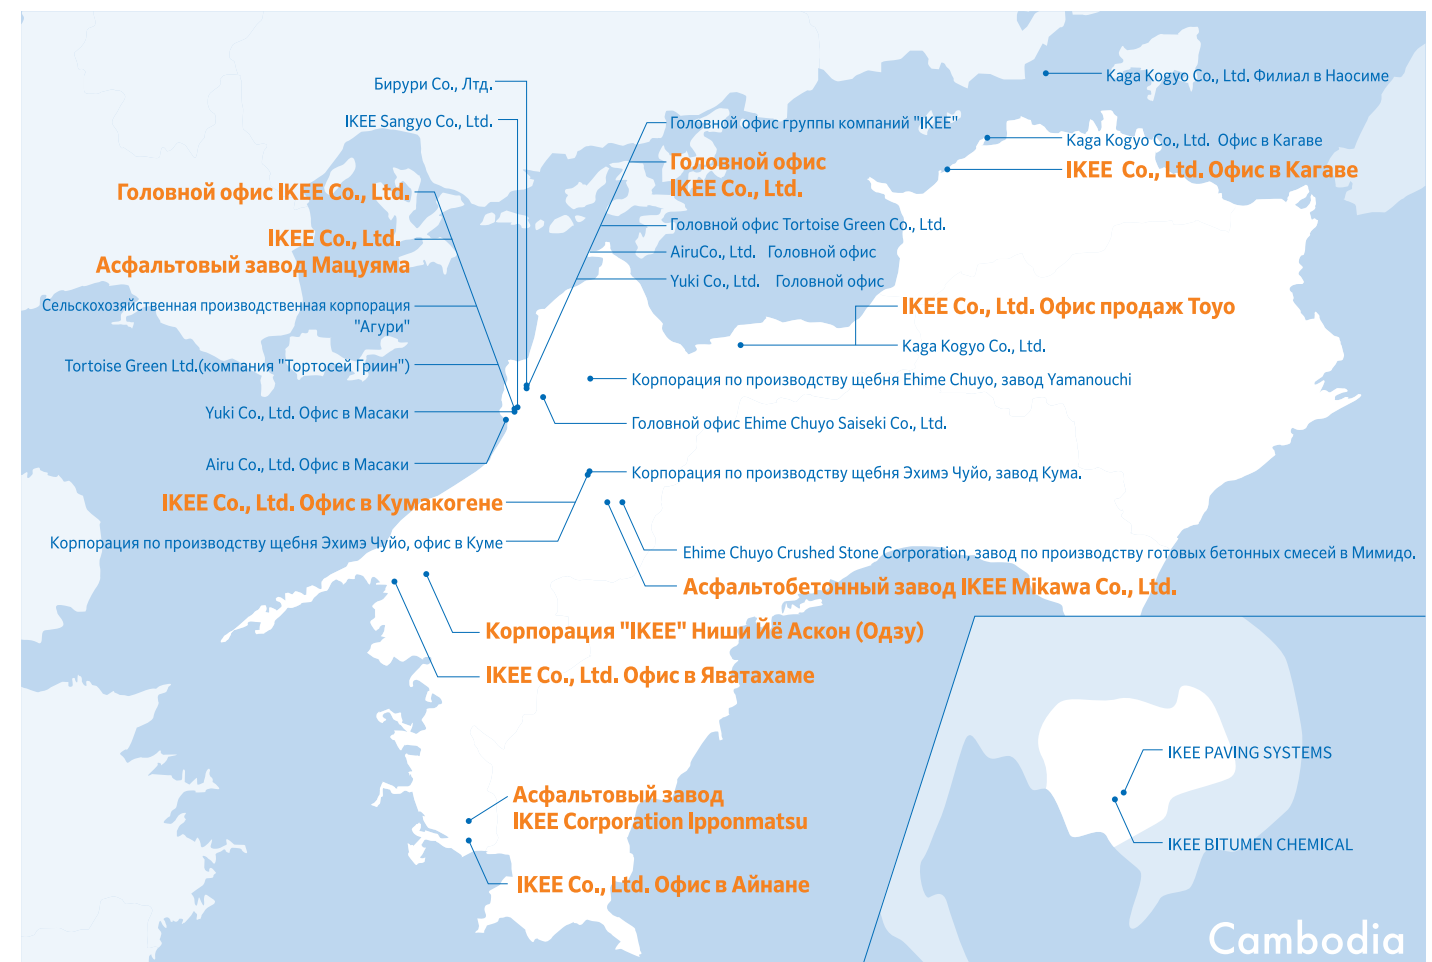 Бирури Co., Лтд.
IKEE Sangyo Co., Ltd.
Головной офис IKEE Co., Ltd.
IKEE Co., Ltd.
Асфальтовый завод Мацуяма
Сельскохозяйственная производственная корпорация
"Агури"
Tortoise Green Ltd.(компания "Тортосей Гриин")
Yuki Co., Ltd. Офис в Масаки
Airu Co., Ltd. Офис в Масаки
IKEE Co., Ltd. Офис в Кумакогене
Корпорация по производству щебня Эхимэ Чуйо, офис в Куме
Головной офис группы компаний "IKEE"
Головной офис
IKEE Co., Ltd.
Головной офис Tortoise Green Co., Ltd.
AiruCo., Ltd. Головной офис
Yuki Co., Ltd. Головной офис
Kaga Kogyo Co., Ltd. Филиал в Наосиме
Kaga Kogyo Co., Ltd. Офис в Кагаве
IKEE Co., Ltd. Офис в Кагаве
IKEE Co., Ltd. Офис продаж Toyo
Kaga Kogyo Co., Ltd.
Корпорация по производству щебня Ehime Chuyo, завод Yamanouchi
Головной офис Ehime Chuyo Saiseki Co., Ltd.
Корпорация по производству щебня Эхимэ Чуйо, завод Кума.
Ehime Chuyo Crushed Stone Corporation, завод по производству готовых бетонных смесей в Мимидо.
Асфальтобетонный завод IKEE Mikawa Co., Ltd.
Корпорация "IKEE" Ниши Йё Аскон (Одзу)
IKEE Co., Ltd. Офис в Яватахаме
Асфальтовый завод
IKEE Corporation Ipponmatsu
IKEE Co., Ltd. Офис в Айнане
IKEE PAVING SYSTEMS
IKEE BITUMEN CHEMICAL
Cambodia